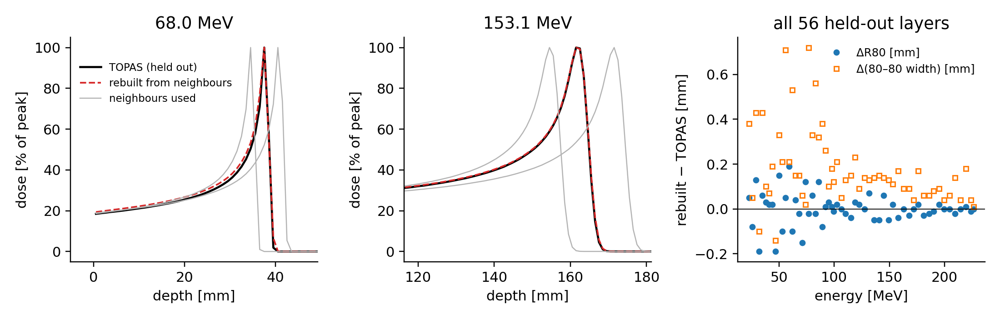 68.0 MeV
100
80
60
40
20
0
dose [% of peak]
TOPAS (held out)
rebuilt from neighbours
neighbours used
0
20
40
depth [mm]
153.1 MeV
100
80
60
40
20
0
dose [% of peak]
120
140
160
180
depth [mm]
all 56 held-out layers
0.6
0.4
0.2
0.0
−0.2
rebuilt − TOPAS [mm]
ΔR80 [mm]
Δ(80–80 width) [mm]
50
100
150
200
energy [MeV]